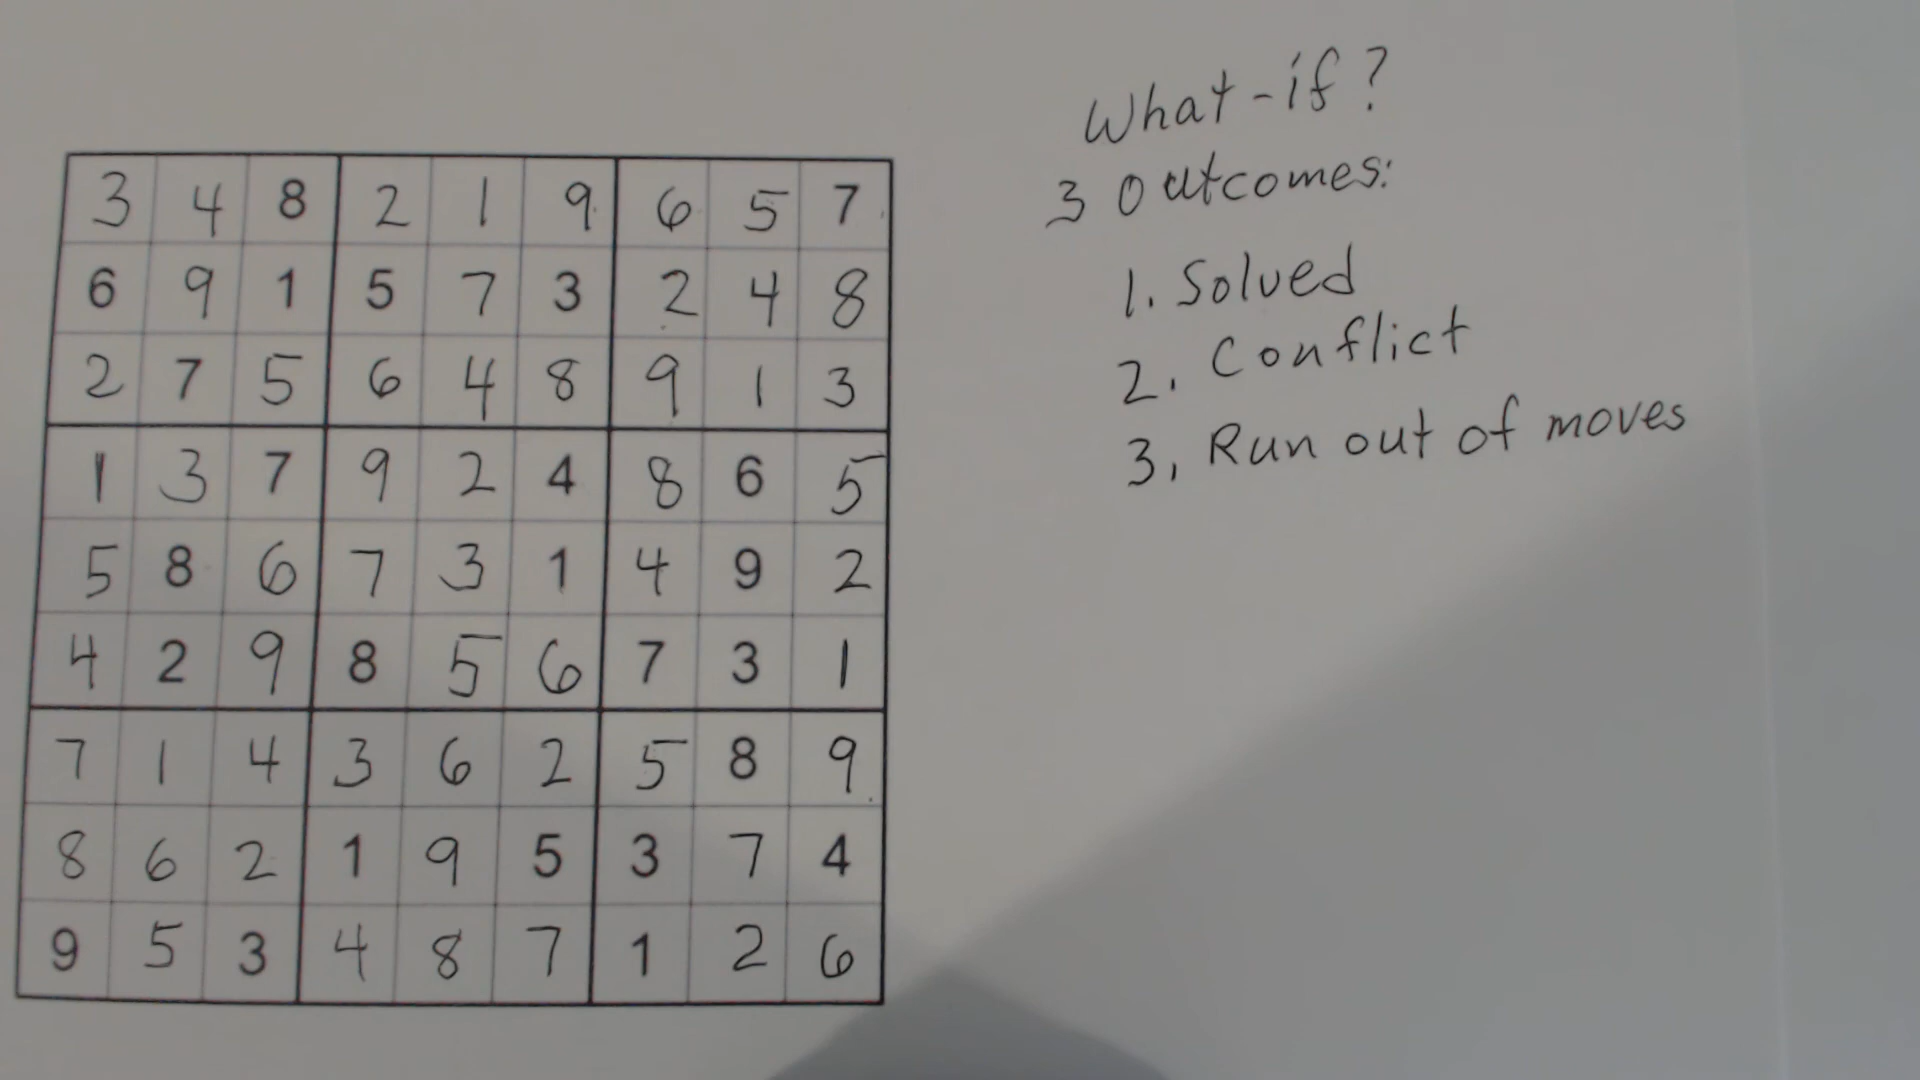 3 4 8 2 1 9 6 5 7
6 9 1 5 7 3 2 4 8
2 7 5 6 4 8 9 1 3
1 3 7 9 2 4 8 6 5
5 8 6 7 3 1 4 9 2
4 2 9 8 5 6 7 3 1
7 1 4 3 6 2 5 8 9
8 6 2 1 9 5 3 7 4
9 5 3 4 8 7 1 2 6
What-if?
3 Outcomes:
1. Solved
2. Conflict
3. Run out of moves